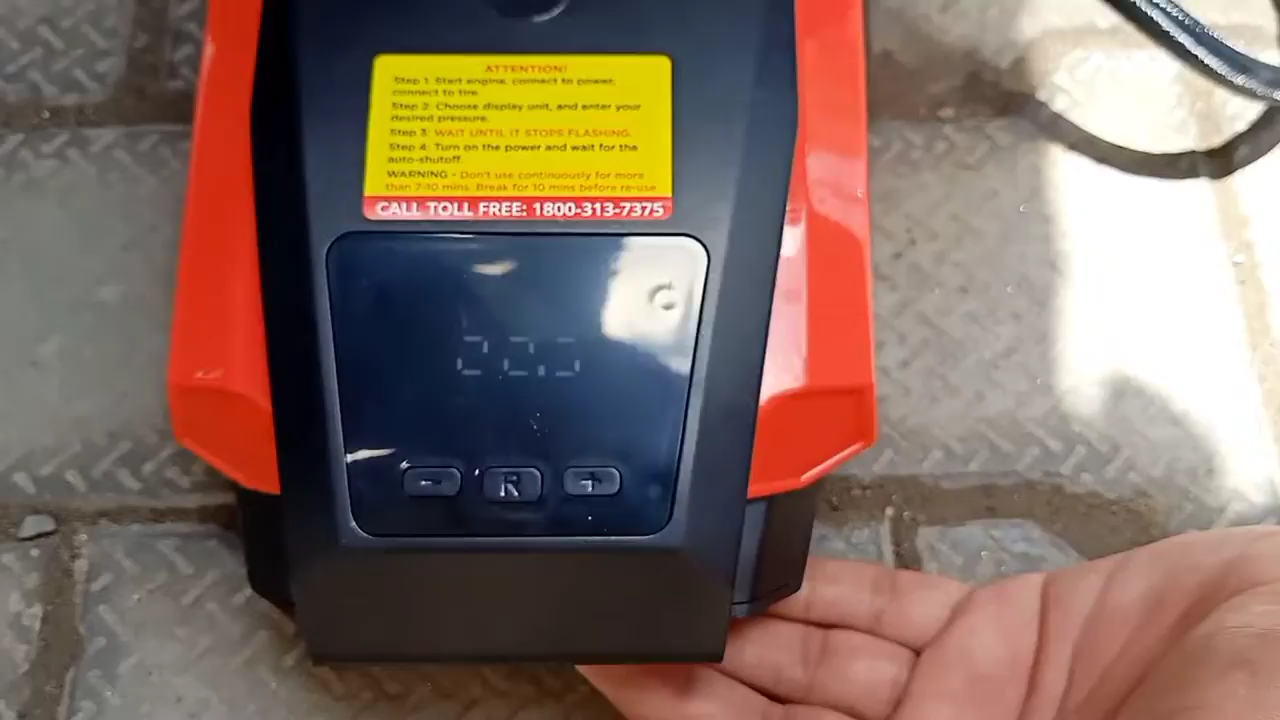 ATTENTION!
Step 1: Start engine, connect to power,
connect to tire.
Step 2: Choose display unit, and enter your
desired pressure.
Step 3: WAIT UNTIL IT STOPS FLASHING.
Step 4: Turn on the power and wait for the
auto-shutoff.
WARNING - Don't use continuously for more
than 7-10 mins. Break for 10 mins before re-use
CALL TOLL FREE: 1800-313-7375
- R +